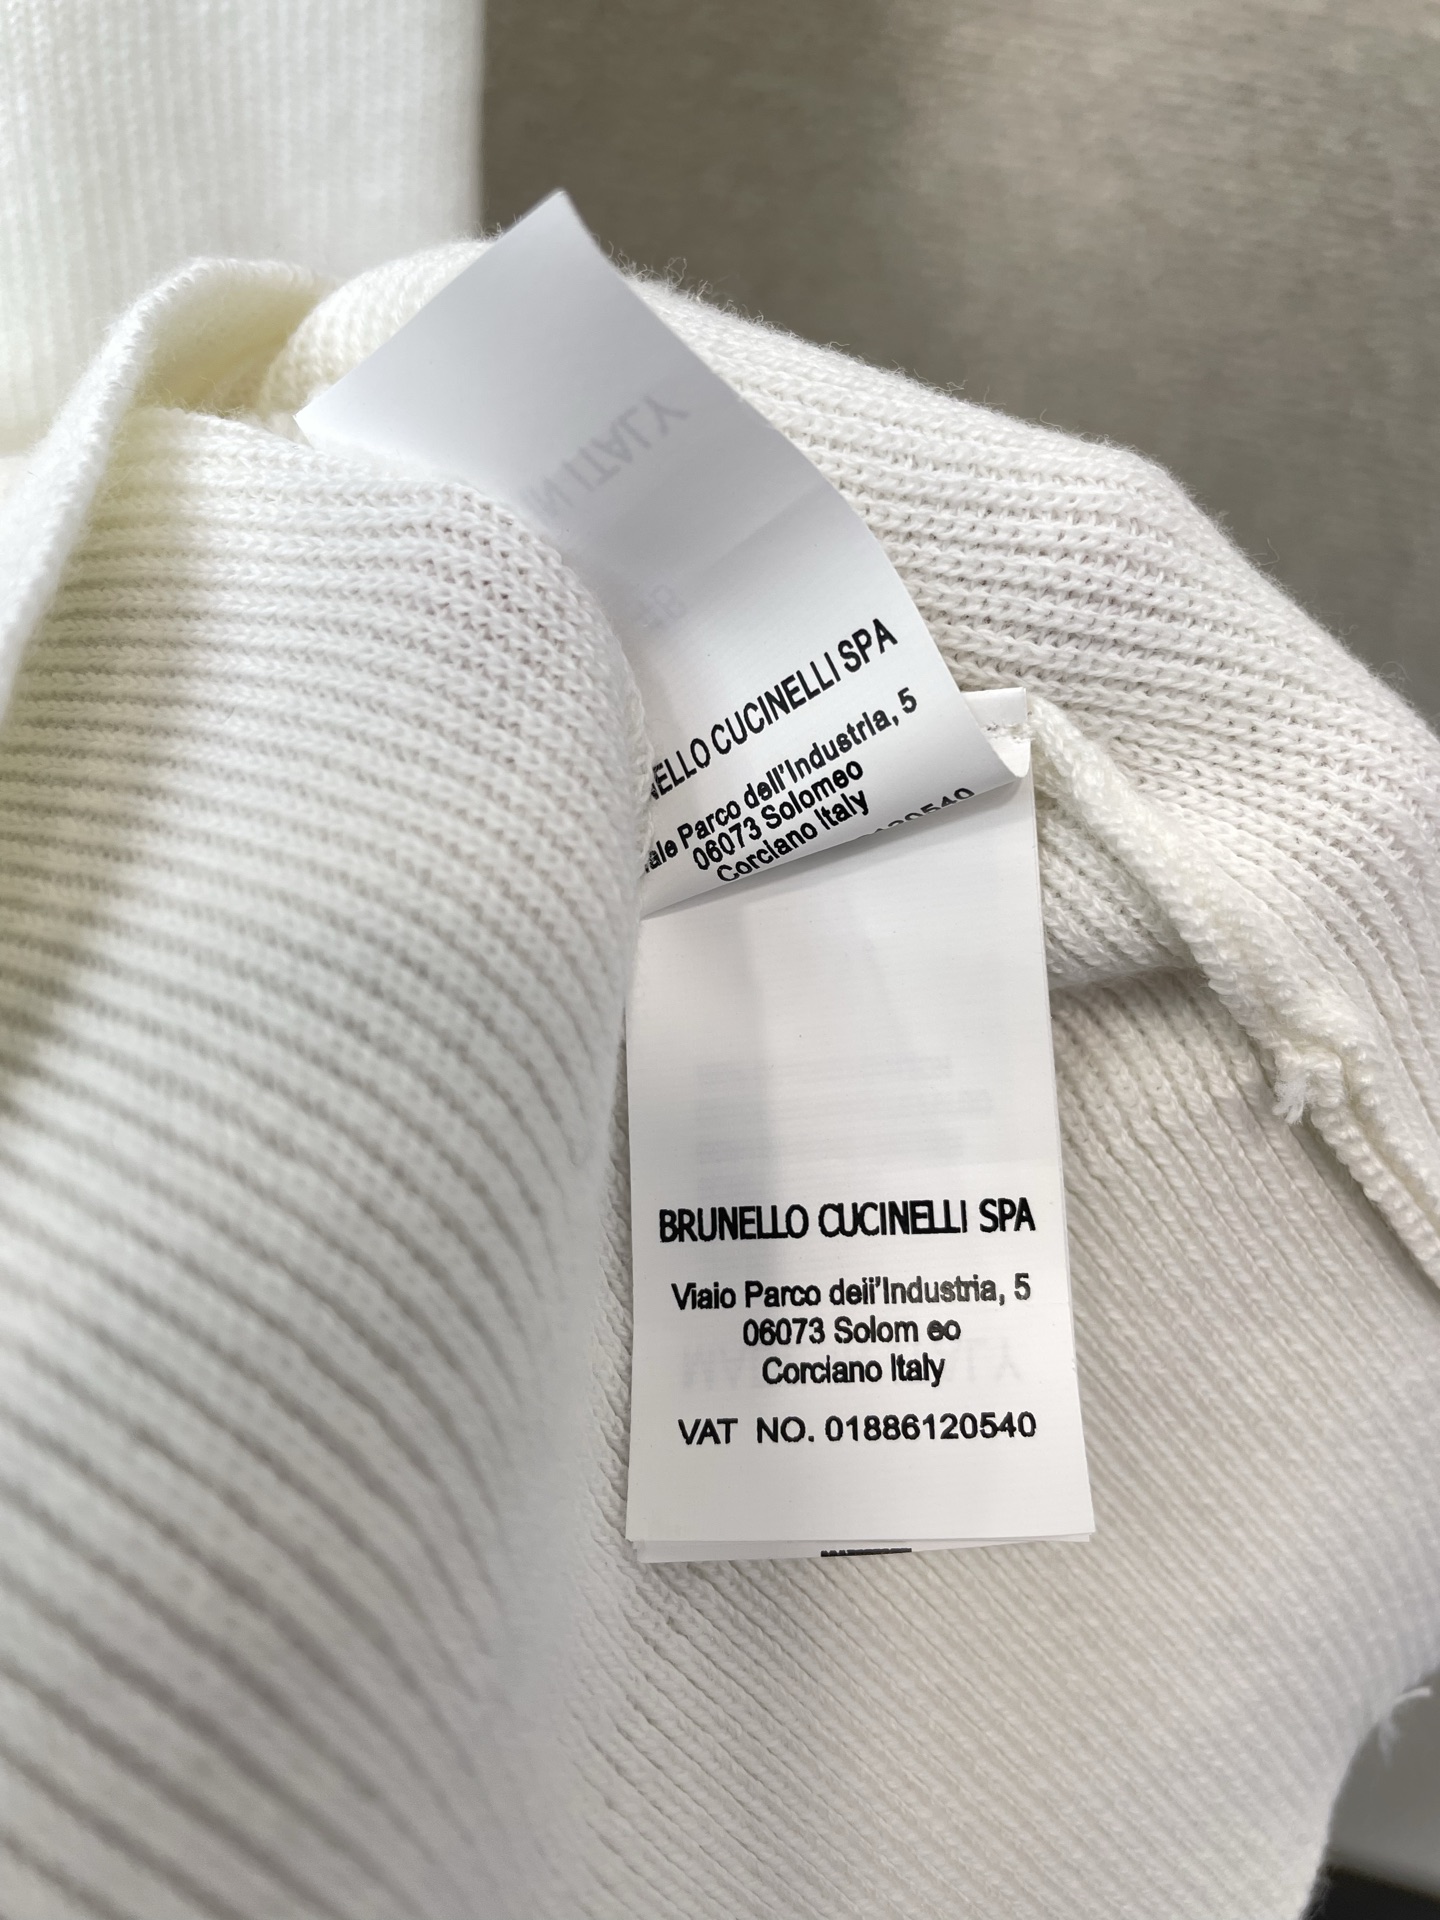 NELLO CUCINELLI SPA
ale Parco dell'Industria, 5
06073 Solomeo
Corciano Italy
BRUNELLO CUCINELLI SPA
Viaio Parco deii'Industria, 5
06073 Solom eo
Corciano Italy
VAT NO. 01886120540